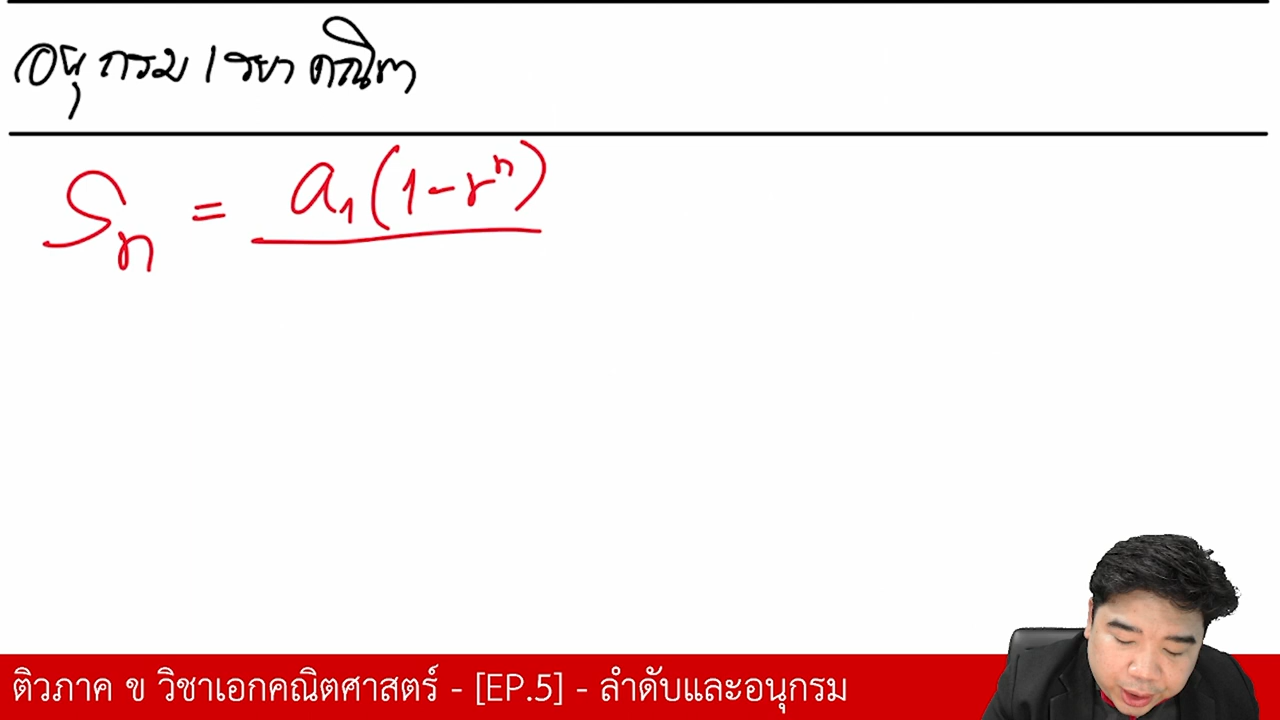 อนุกรมเรขาคณิต
Sn = a1(1-r^n)
ติวภาค ข วิชาเอกคณิตศาสตร์ - [EP.5] - ลำดับและอนุกรม